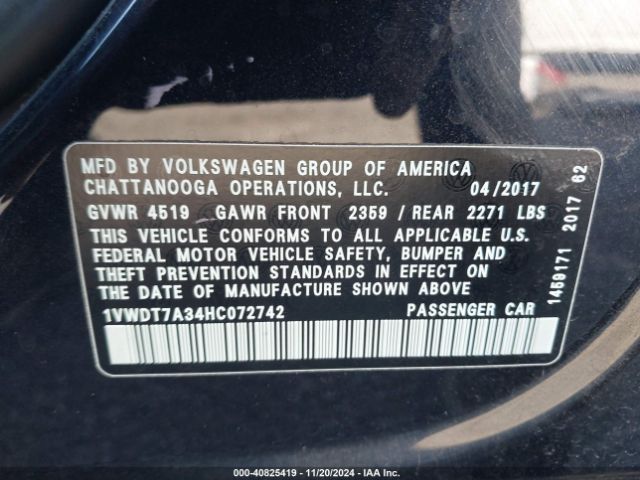 MFD BY VOLKSWAGEN GROUP OF AMERICA
CHATTANOOGA OPERATIONS, LLC. 04/2017
GVWR 4519 GAWR FRONT 2359 / REAR 2271 LBS
THIS VEHICLE CONFORMS TO ALL APPLICABLE U.S.
FEDERAL MOTOR VEHICLE SAFETY, BUMPER AND
THEFT PREVENTION STANDARDS IN EFFECT ON
THE DATE OF MANUFACTURE SHOWN ABOVE
1VWDT7A34HC072742 PASSENGER CAR
1459171 2017 62
000-40825419 - 11/20/2024 - IAA Inc.